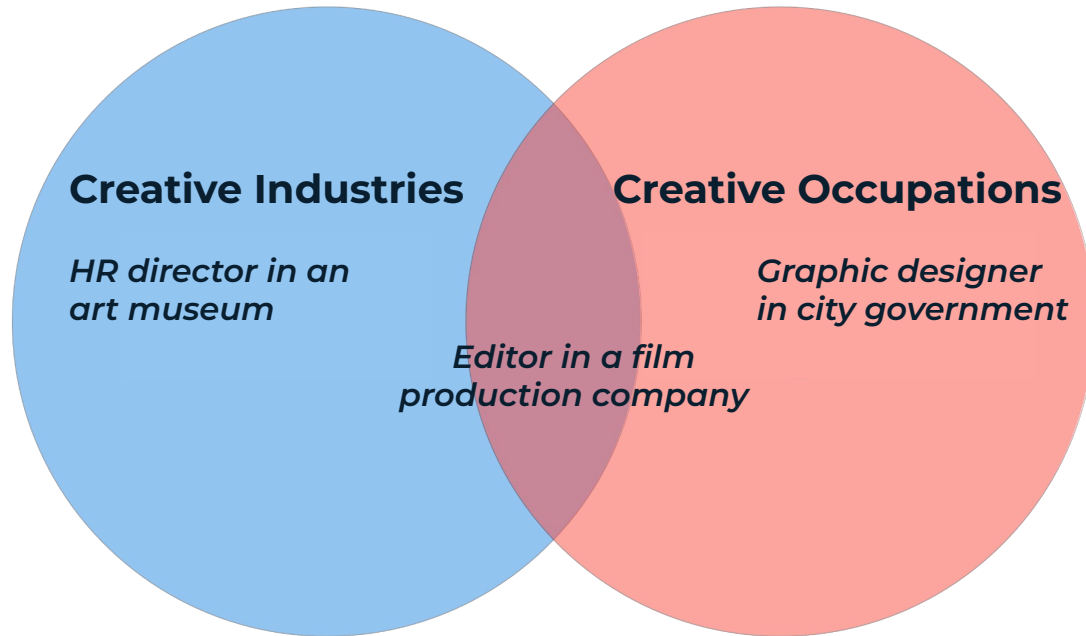 Creative Industries
HR director in an
art museum
Creative Occupations
Graphic designer
in city government
Editor in a film
production company